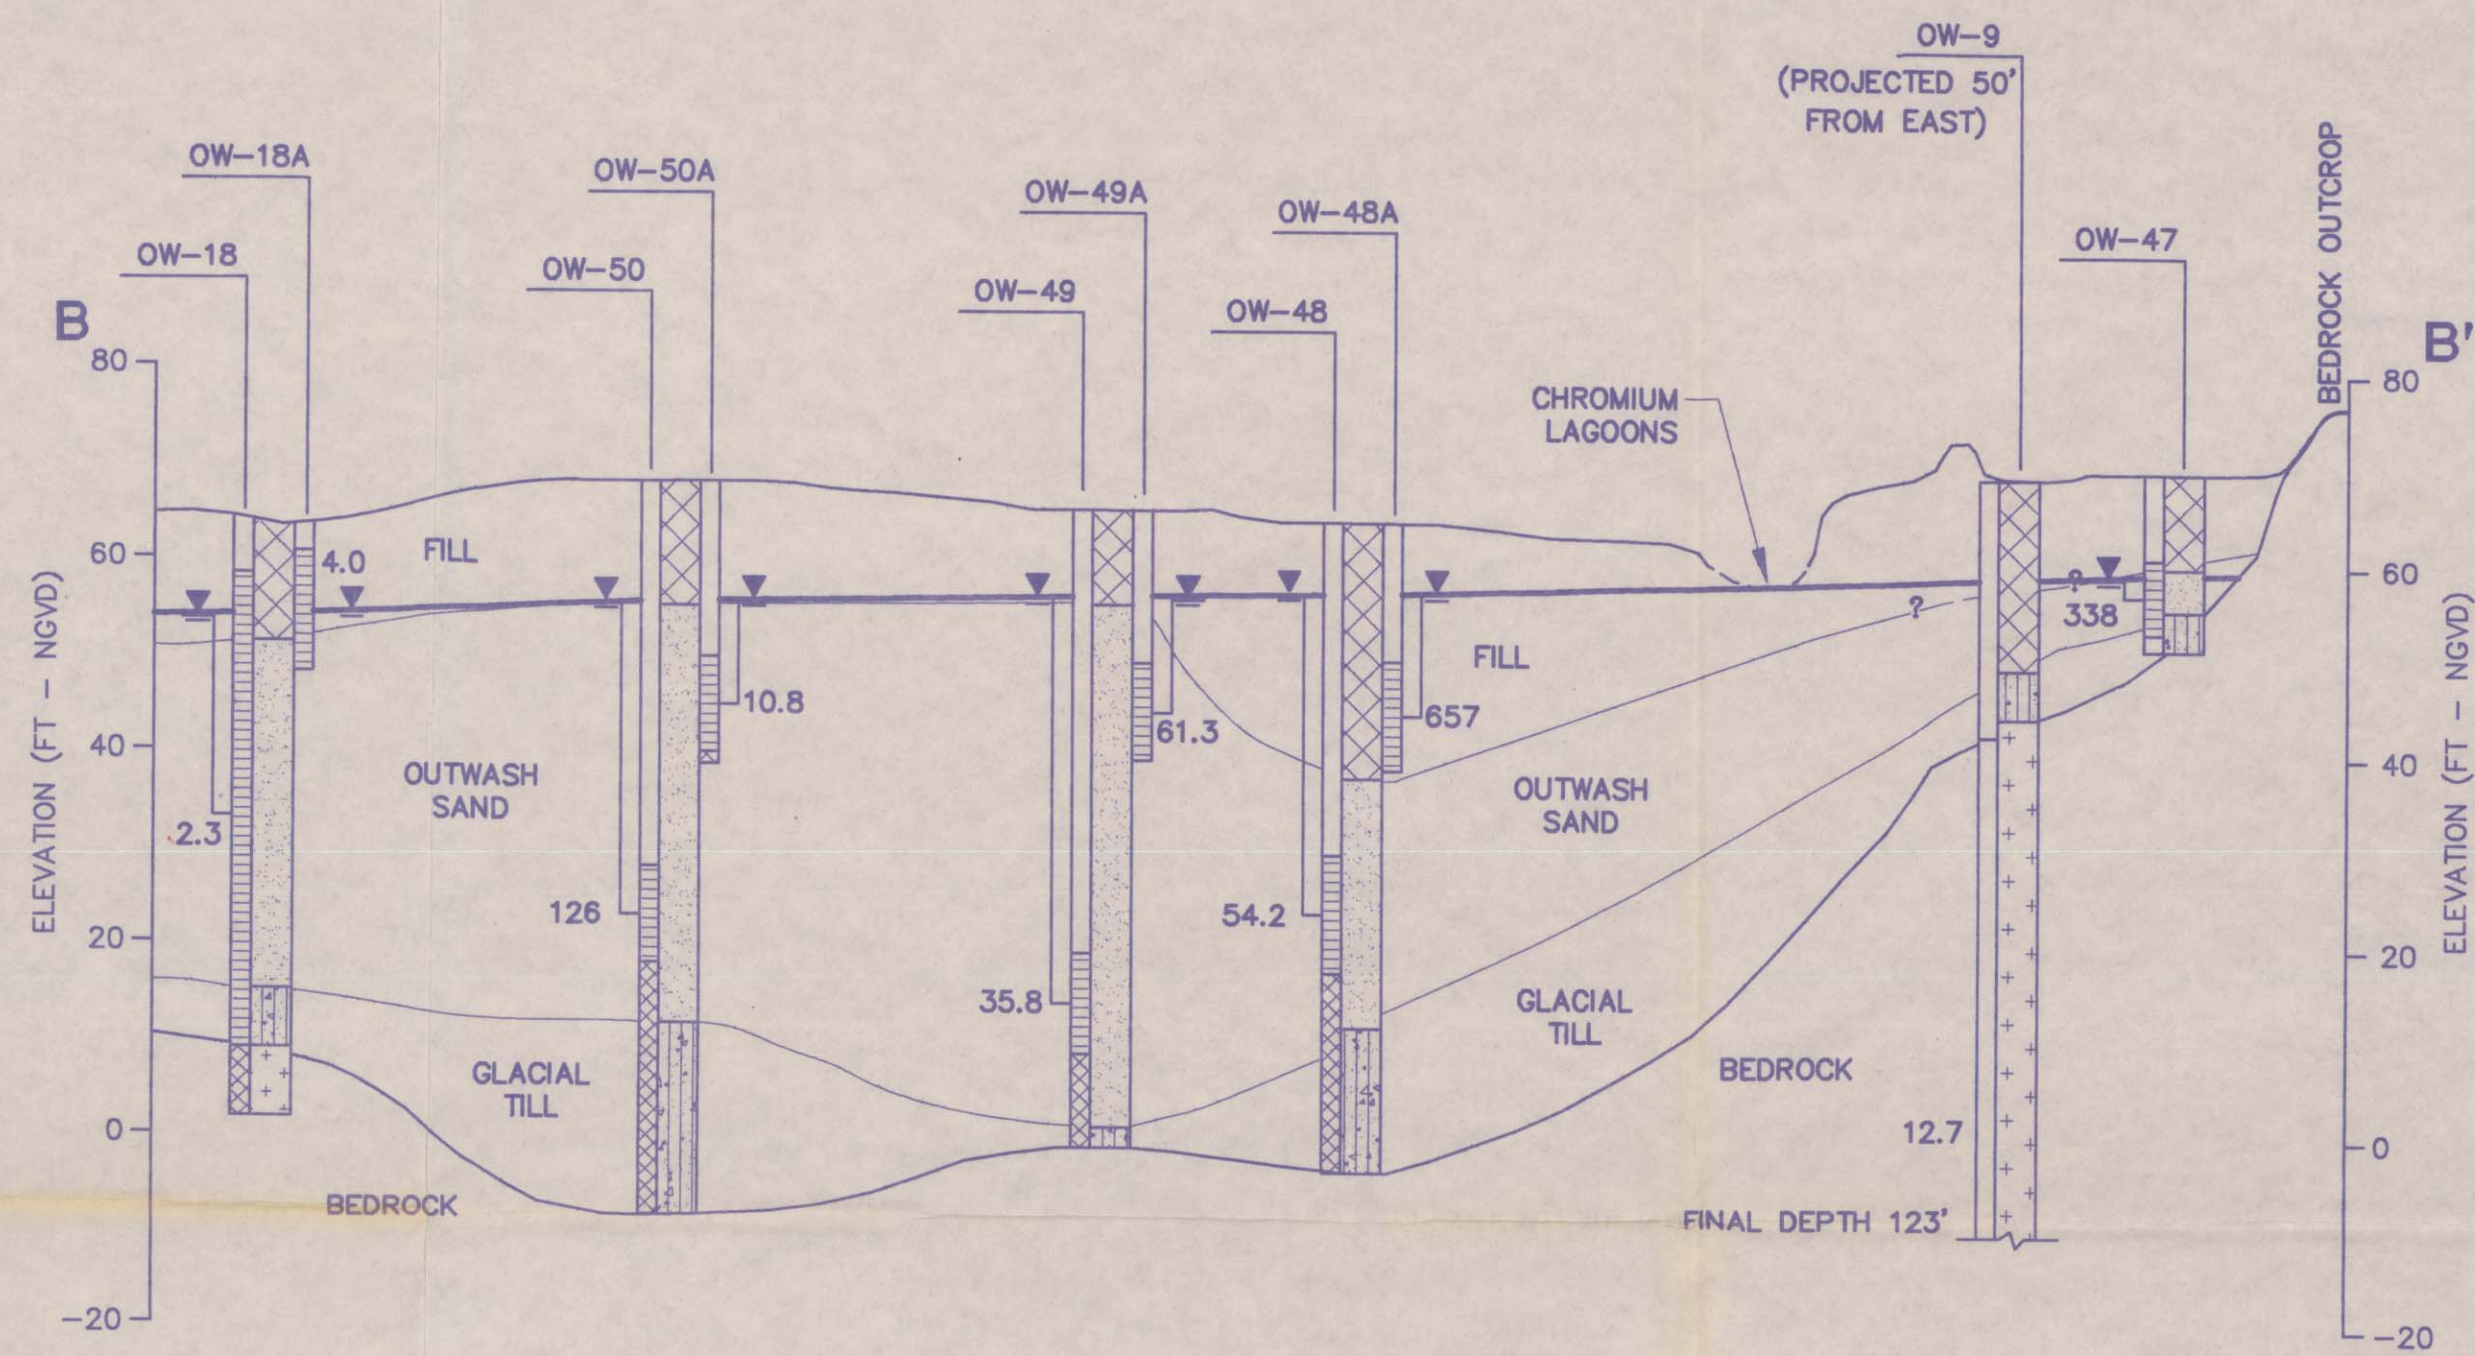 OW-9
(PROJECTED 50'
FROM EAST)
OW-18A
OW-50A
OW-49A
OW-48A
OW-47
BEDROCK OUTCROP
OW-18
OW-50
OW-49
OW-48
B
B'
80
60
40
20
0
-20
ELEVATION (FT - NGVD)
CHROMIUM
LAGOONS
4.0
FILL
2.3
OUTWASH
SAND
126
10.8
GLACIAL
TILL
BEDROCK
35.8
61.3
54.2
657
FILL
?
?
338
OUTWASH
SAND
GLACIAL
TILL
BEDROCK
12.7
FINAL DEPTH 123'
80
60
40
20
0
-20
ELEVATION (FT - NGVD)